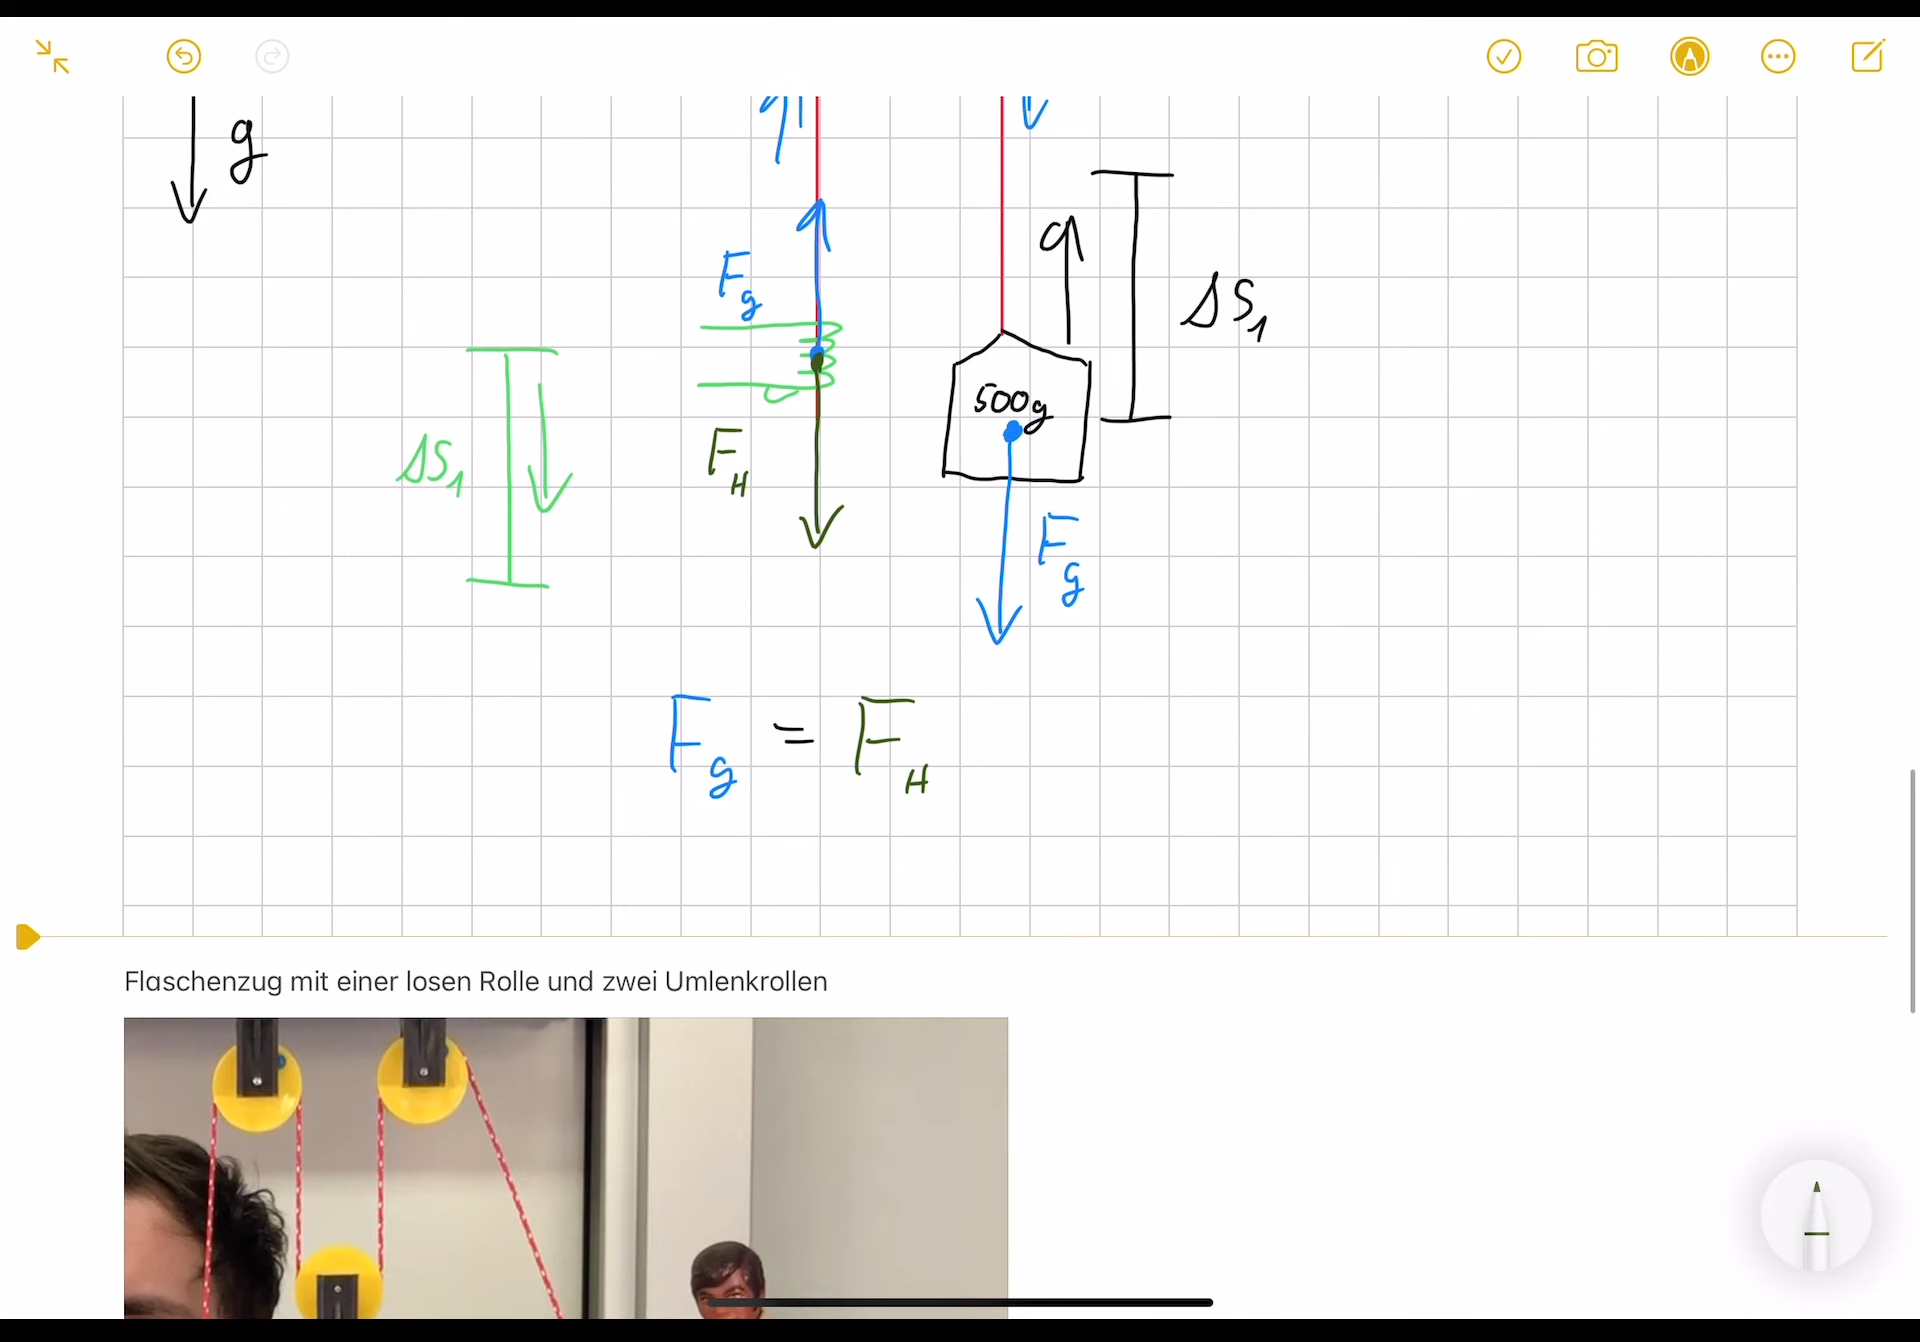 g
F_g
ΔS_1
500g
ΔS_1
F_H
F_g
F_g = F_H
Flaschenzug mit einer losen Rolle und zwei Umlenkrollen